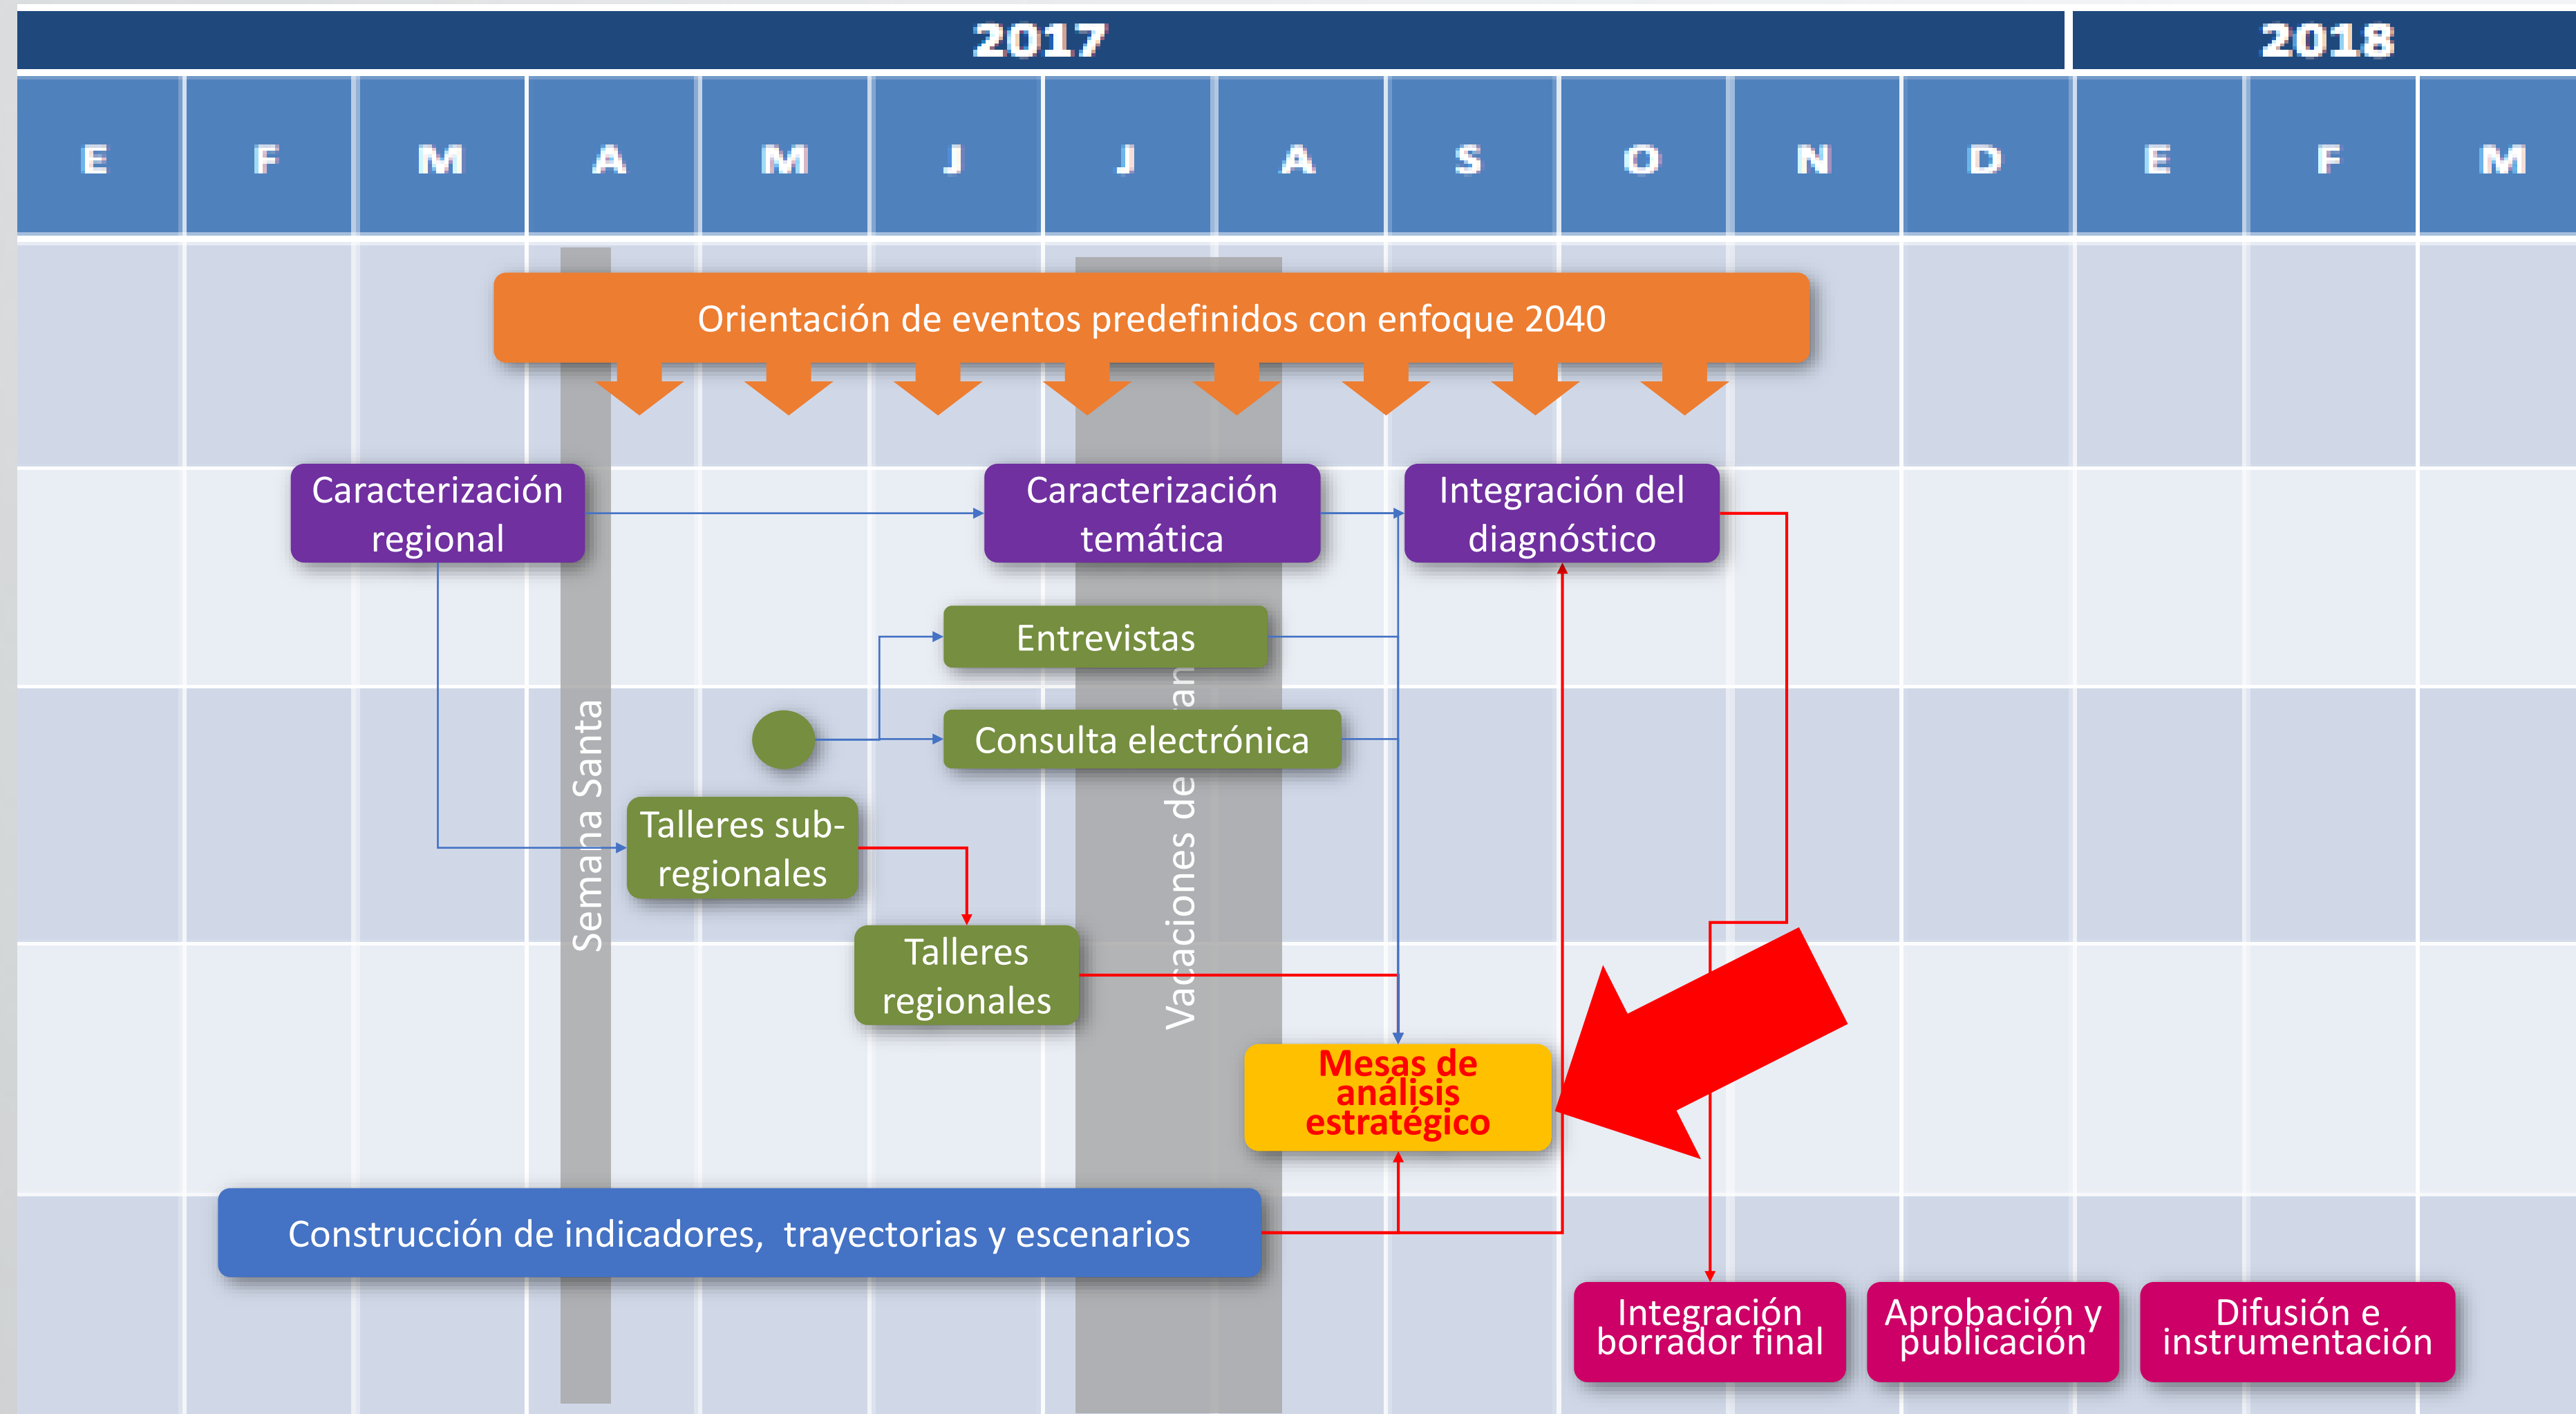 2017
2018
E F M A M J J A S O N D E F M
Orientación de eventos predefinidos con enfoque 2040
Caracterización
regional
Caracterización
temática
Integración del
diagnóstico
Entrevistas
Consulta electrónica
Semana Santa
Vacaciones de
Talleres sub-
regionales
Talleres
regionales
Mesas de
análisis
estratégico
Construcción de indicadores, trayectorias y escenarios
Integración
borrador final
Aprobación y
publicación
Difusión e
instrumentación